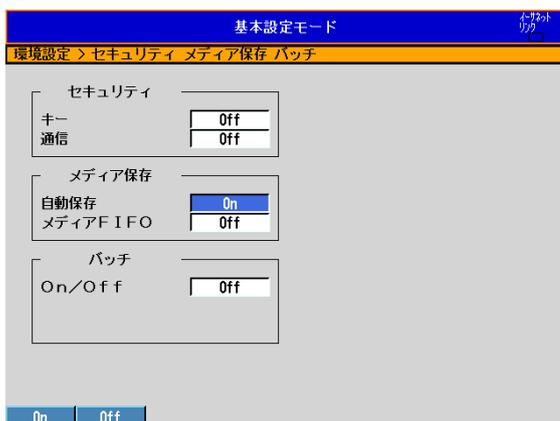 基本設定モード
イーサネット
リンク
環境設定 > セキュリティ メディア保存 バッチ
セキュリティ
キー Off
通信 Off
メディア保存
自動保存 On
メディアFIFO Off
バッチ
On/Off Off
On Off